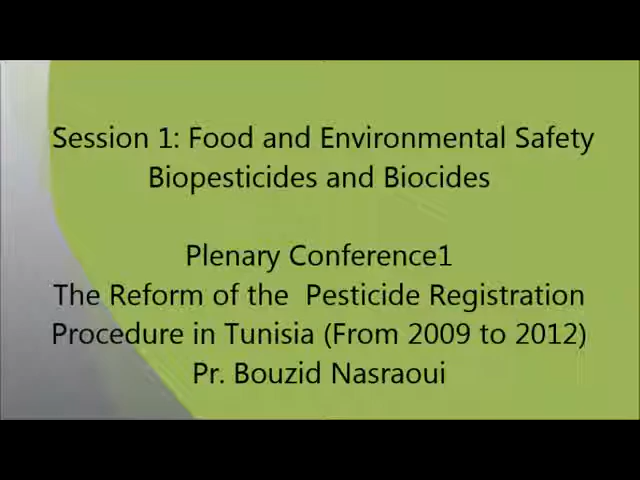 Session 1: Food and Environmental Safety
Biopesticides and Biocides
Plenary Conference1
The Reform of the  Pesticide Registration
Procedure in Tunisia (From 2009 to 2012)
Pr. Bouzid Nasraoui